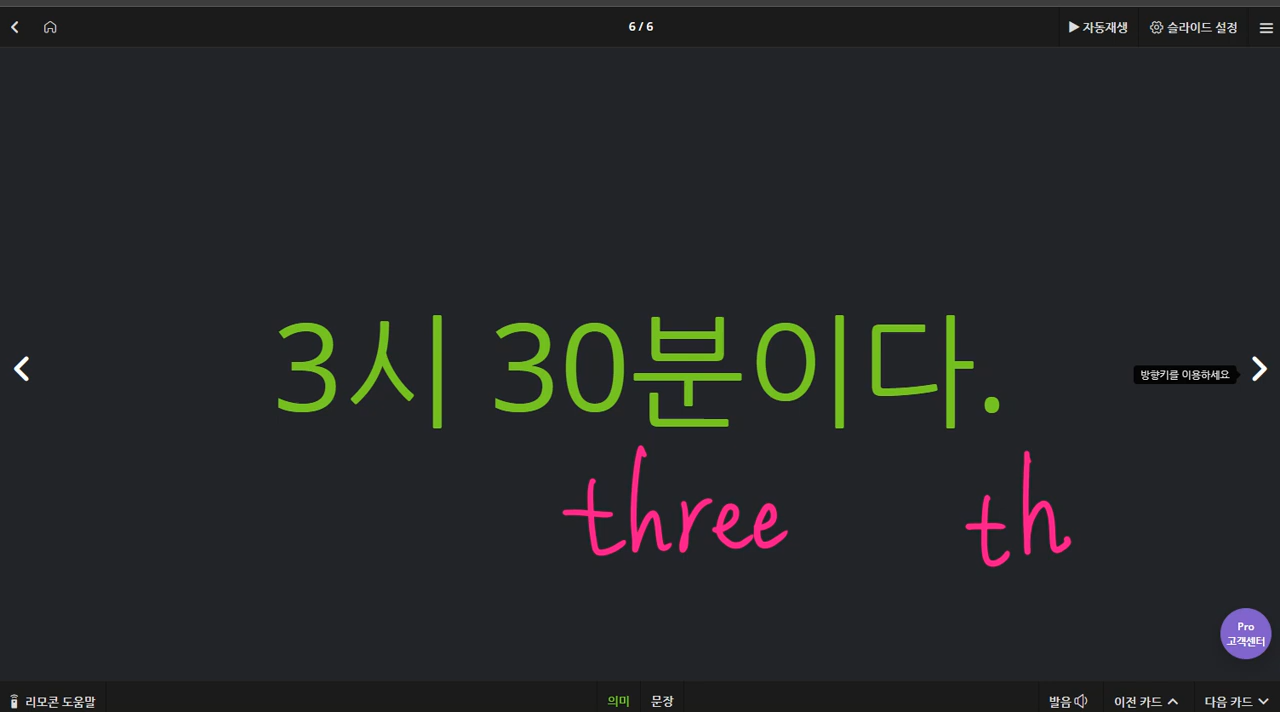 6 / 6
▶ 자동재생
슬라이드 설정
3시 30분이다.
방향키를 이용하세요
three th
Pro
고객센터
리모콘 도움말
의미
문장
발음
이전 카드
다음 카드